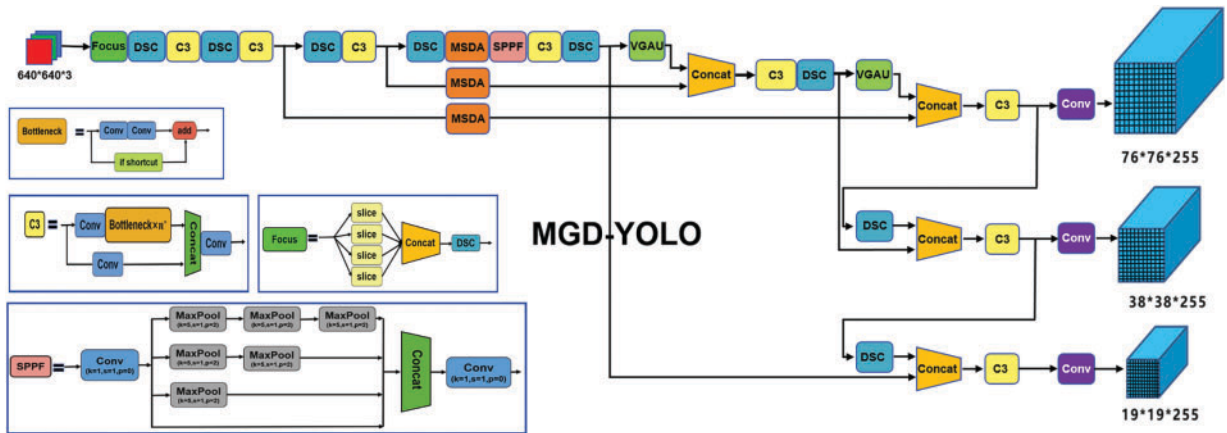 640*640*3
Focus
DSC
C3
DSC
C3
DSC
C3
DSC
MSDA
SPPF
C3
DSC
VGAU
MSDA
Concat
C3
DSC
VGAU
MSDA
Concat
C3
Conv
76*76*255
Bottleneck
=
Conv
Conv
add
if shortcut
C3
=
Conv
Bottleneck×n'
Conv
Concat
Conv
Focus
=
slice
slice
slice
slice
Concat
DSC
MGD-YOLO
DSC
Concat
C3
Conv
38*38*255
SPPF
=
Conv
(k=1,s=1,p=0)
MaxPool
(k=5,s=1,p=2)
MaxPool
(k=5,s=1,p=2)
MaxPool
(k=5,s=1,p=2)
MaxPool
(k=5,s=1,p=2)
MaxPool
(k=5,s=1,p=2)
MaxPool
(k=5,s=1,p=2)
Concat
Conv
(k=1,s=1,p=0)
DSC
Concat
C3
Conv
19*19*255